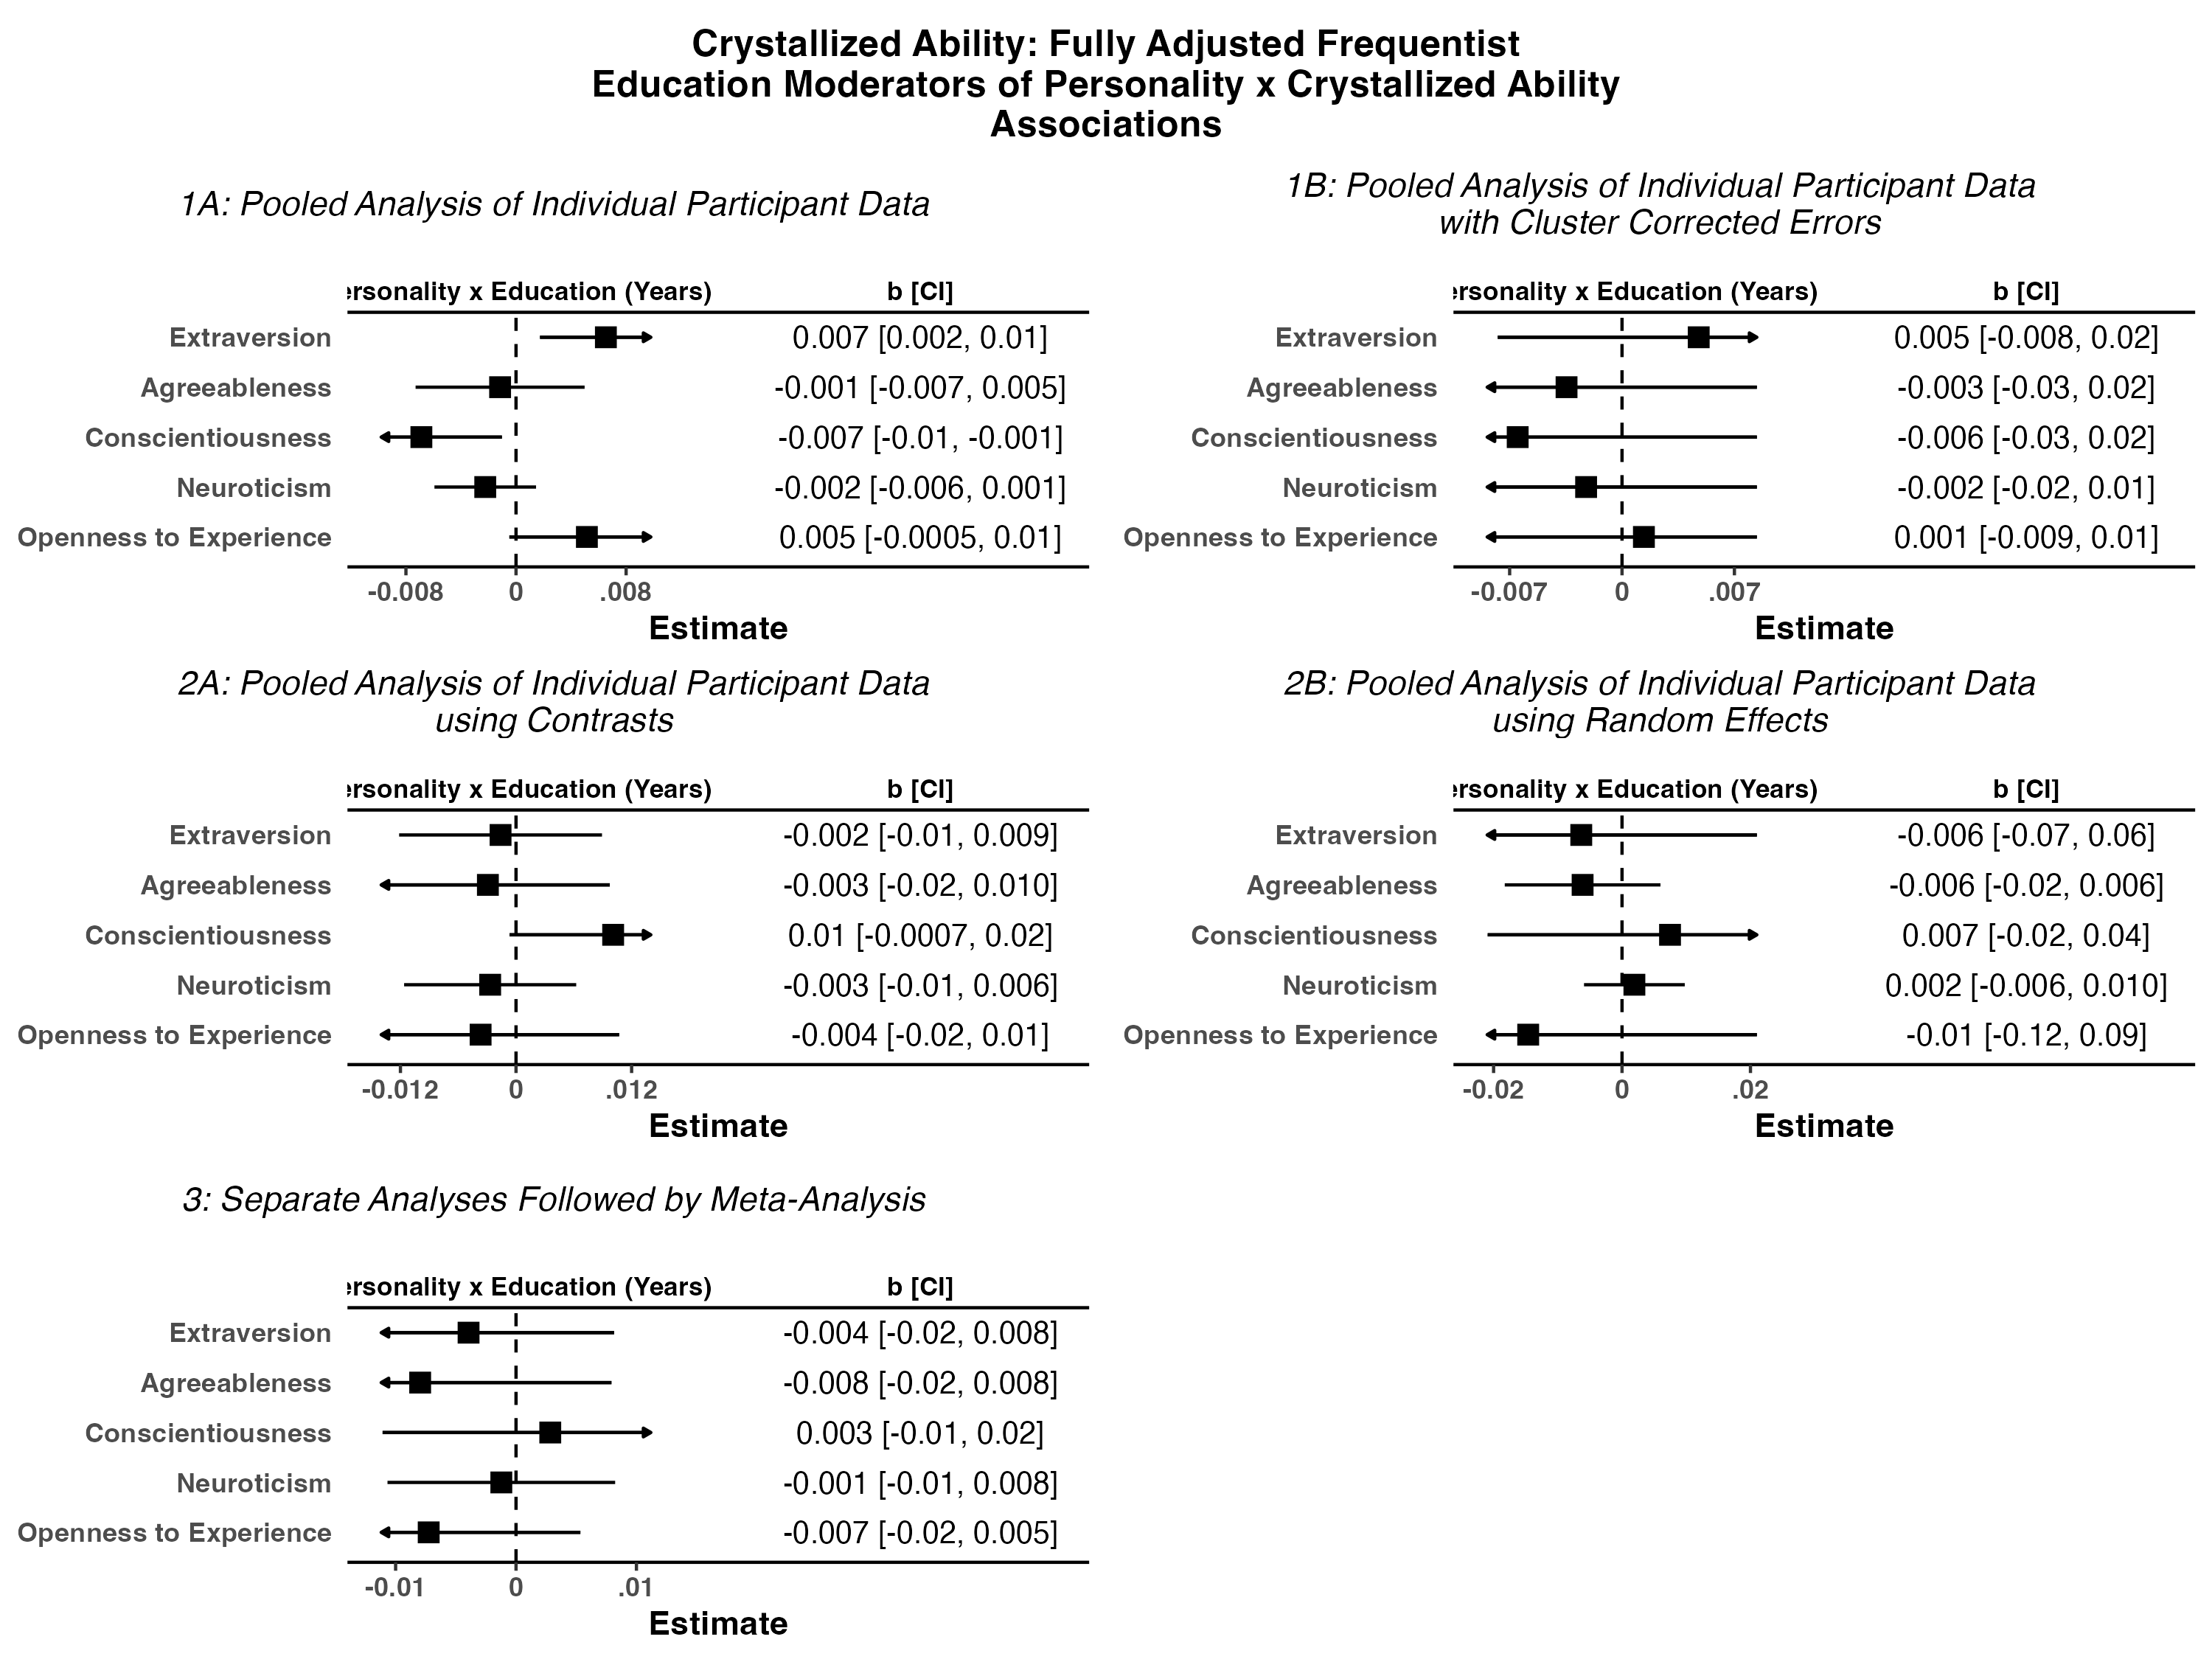 Crystallized Ability: Fully Adjusted Frequentist
Education Moderators of Personality x Crystallized Ability
Associations
1A: Pooled Analysis of Individual Participant Data
ersonality x Education (Years) b [CI]
Extraversion 0.007 [0.002, 0.01]
Agreeableness -0.001 [-0.007, 0.005]
Conscientiousness -0.007 [-0.01, -0.001]
Neuroticism -0.002 [-0.006, 0.001]
Openness to Experience 0.005 [-0.0005, 0.01]
-0.008 0 .008
Estimate
1B: Pooled Analysis of Individual Participant Data
with Cluster Corrected Errors
ersonality x Education (Years) b [CI]
Extraversion 0.005 [-0.008, 0.02]
Agreeableness -0.003 [-0.03, 0.02]
Conscientiousness -0.006 [-0.03, 0.02]
Neuroticism -0.002 [-0.02, 0.01]
Openness to Experience 0.001 [-0.009, 0.01]
-0.007 0 .007
Estimate
2A: Pooled Analysis of Individual Participant Data
using Contrasts
ersonality x Education (Years) b [CI]
Extraversion -0.002 [-0.01, 0.009]
Agreeableness -0.003 [-0.02, 0.010]
Conscientiousness 0.01 [-0.0007, 0.02]
Neuroticism -0.003 [-0.01, 0.006]
Openness to Experience -0.004 [-0.02, 0.01]
-0.012 0 .012
Estimate
2B: Pooled Analysis of Individual Participant Data
using Random Effects
ersonality x Education (Years) b [CI]
Extraversion -0.006 [-0.07, 0.06]
Agreeableness -0.006 [-0.02, 0.006]
Conscientiousness 0.007 [-0.02, 0.04]
Neuroticism 0.002 [-0.006, 0.010]
Openness to Experience -0.01 [-0.12, 0.09]
-0.02 0 .02
Estimate
3: Separate Analyses Followed by Meta-Analysis
ersonality x Education (Years) b [CI]
Extraversion -0.004 [-0.02, 0.008]
Agreeableness -0.008 [-0.02, 0.008]
Conscientiousness 0.003 [-0.01, 0.02]
Neuroticism -0.001 [-0.01, 0.008]
Openness to Experience -0.007 [-0.02, 0.005]
-0.01 0 .01
Estimate